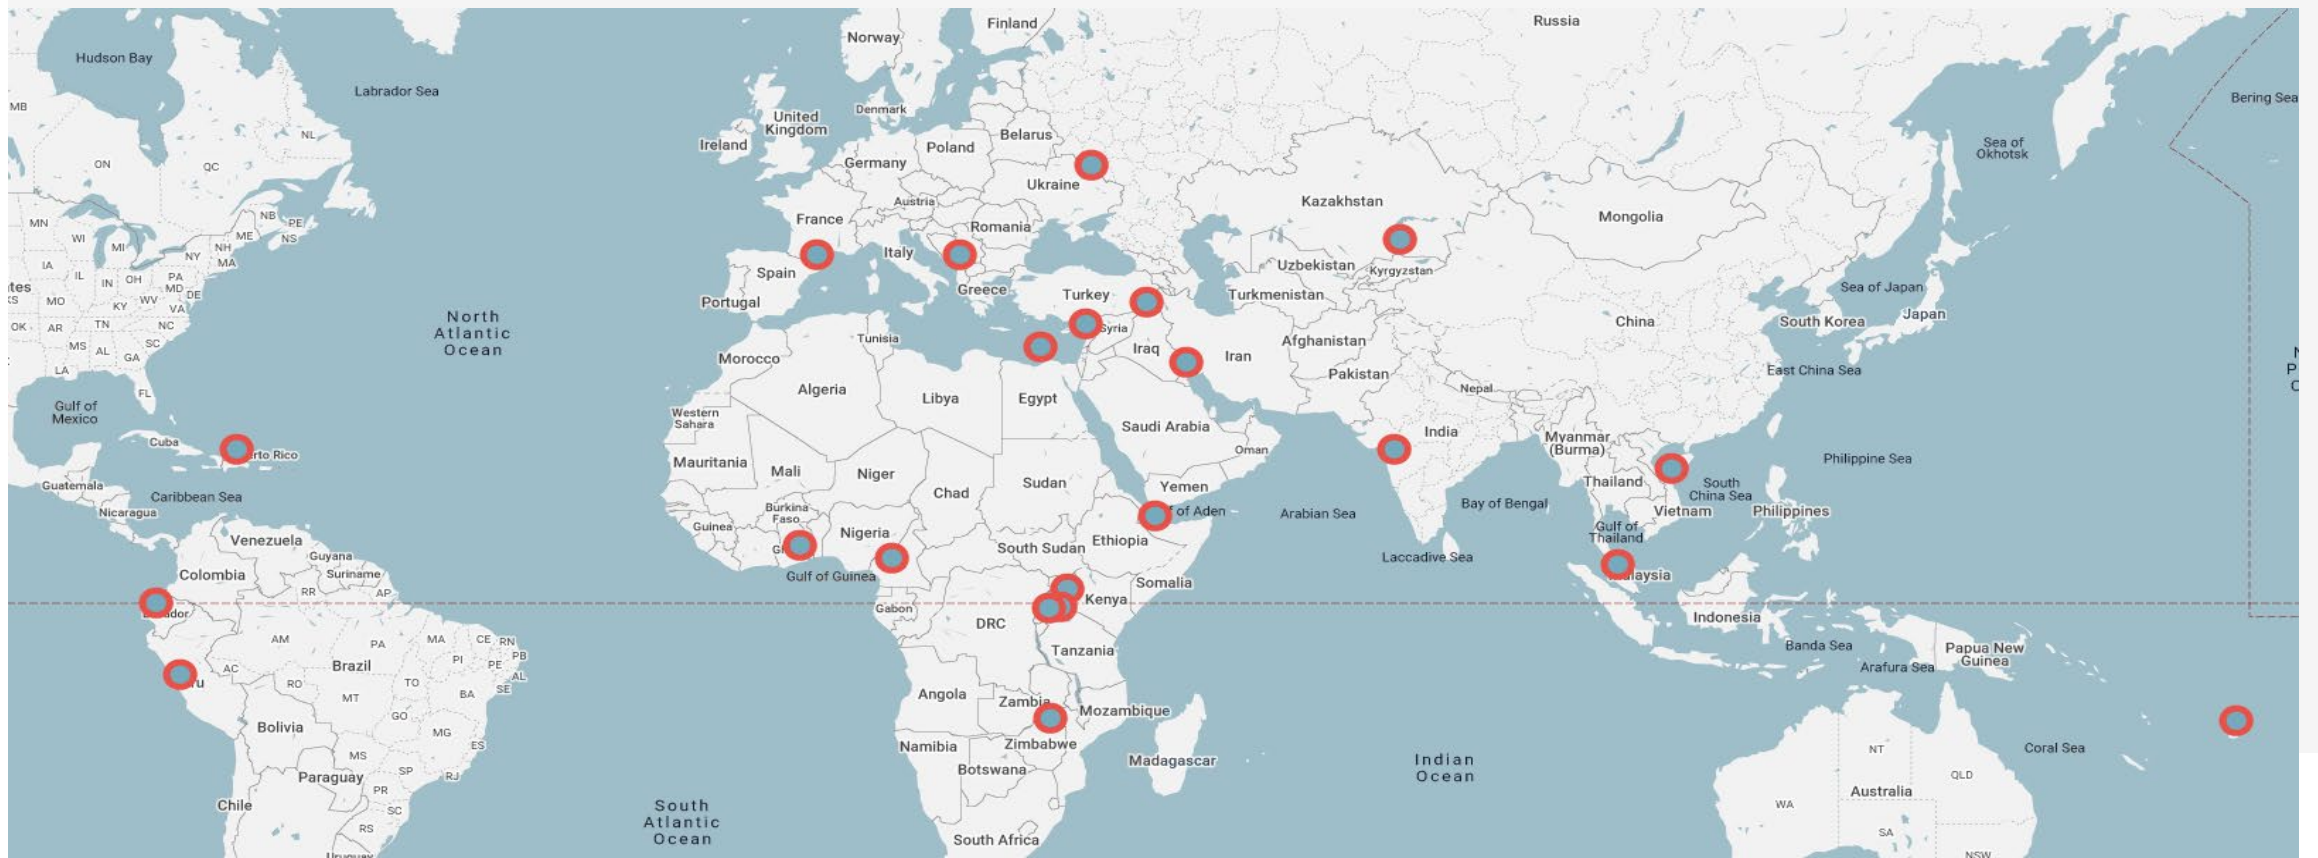 Finland
Russia
Norway
Hudson Bay
Labrador Sea
Bering Sea
MB
Denmark
United
Kingdom
NL
Belarus
Ireland
Poland
Sea of
Okhotsk
ON
QC
Germany
Ukraine
Austria
Kazakhstan
Mongolia
NB
PE
MN
France
Romania
WI
MI
ME
NS
NH
NY
MA
Italy
IA
IL
IN
OH
PA
MD
DE
Spain
Uzbekistan
Kyrgyzstan
tes
KS
MO
KY
WV
VA
Portugal
Greece
Turkey
Turkmenistan
Sea of Japan
OK
AR
TN
NC
North
Atlantic
Ocean
Syria
China
South Korea
Japan
MS
AL
GA
SC
Tunisia
Morocco
Iraq
Iran
Afghanistan
LA
Pakistan
East China Sea
N
P
O
FL
Algeria
Libya
Egypt
Nepal
Gulf of
Mexico
Western
Sahara
Saudi Arabia
India
Myanmar
(Burma)
Cuba
erto Rico
Oman
Mauritania
Mali
Niger
Philippine Sea
Guatemala
Caribbean Sea
Chad
Sudan
Yemen
Thailand
South
China Sea
Nicaragua
Burkina
Faso
f of Aden
Arabian Sea
Bay of Bengal
Vietnam
Philippines
Guinea
Nigeria
Ethiopia
Gulf of
Thailand
Venezuela
Guyana
South Sudan
Laccadive Sea
Colombia
Suriname
Gulf of Guinea
Somalia
alaysia
RR
AP
Gabon
Kenya
ador
DRC
Indonesia
AM
PA
MA
CE
RN
Tanzania
Banda Sea
Papua New
Guinea
AC
Brazil
PI
PE
PB
AL
Arafura Sea
ru
RO
MT
TO
BA
SE
Angola
Zambia
Mozambique
Bolivia
GO
MG
ES
Namibia
Zimbabwe
Madagascar
Coral Sea
NT
MS
SP
RJ
Botswana
Indian
Ocean
QLD
Paraguay
PR
Chile
SC
South
Atlantic
Ocean
WA
Australia
RS
South Africa
SA
Uruguay
NSW